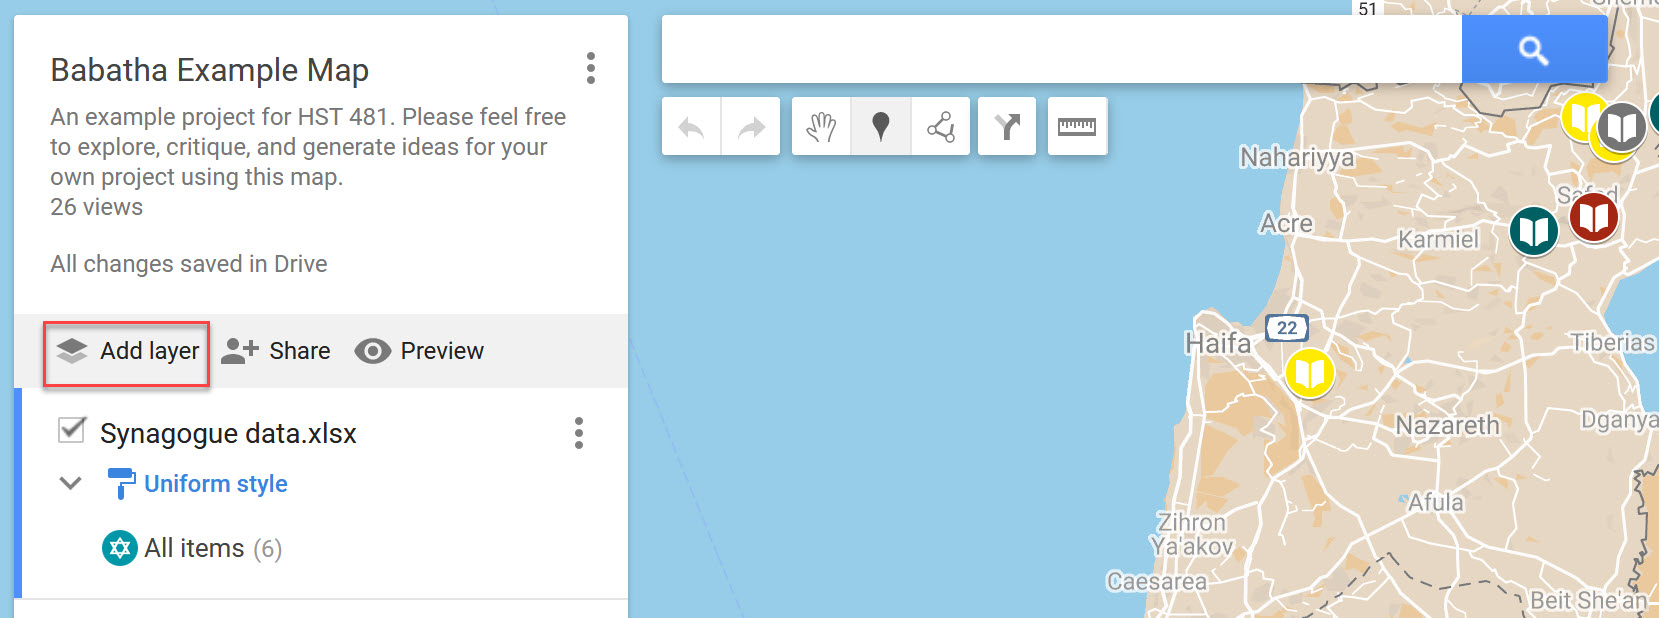 Babatha Example Map
An example project for HST 481. Please feel free
to explore, critique, and generate ideas for your
own project using this map.
26 views
All changes saved in Drive
Add layer
Share
Preview
Synagogue data.xlsx
Uniform style
All items (6)
51
Nahariyya
Acre
Safed
Karmiel
22
Haifa
Tiberias
Nazareth
Dganya
Afula
Zihron
Ya'akov
Caesarea
Beit She'an